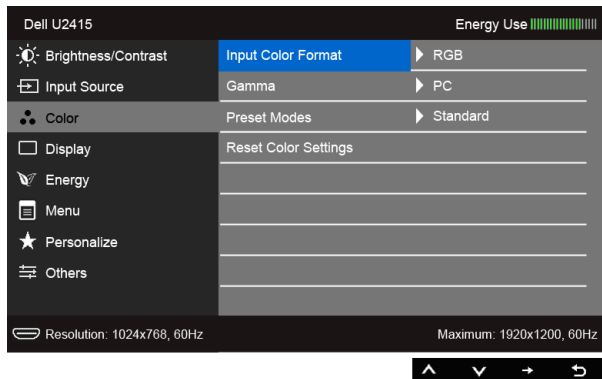 Dell U2415 Energy Use
Brightness/Contrast Input Color Format RGB
Input Source Gamma PC
Color Preset Modes Standard
Display Reset Color Settings
Energy
Menu
Personalize
Others
Resolution: 1024x768, 60Hz Maximum: 1920x1200, 60Hz